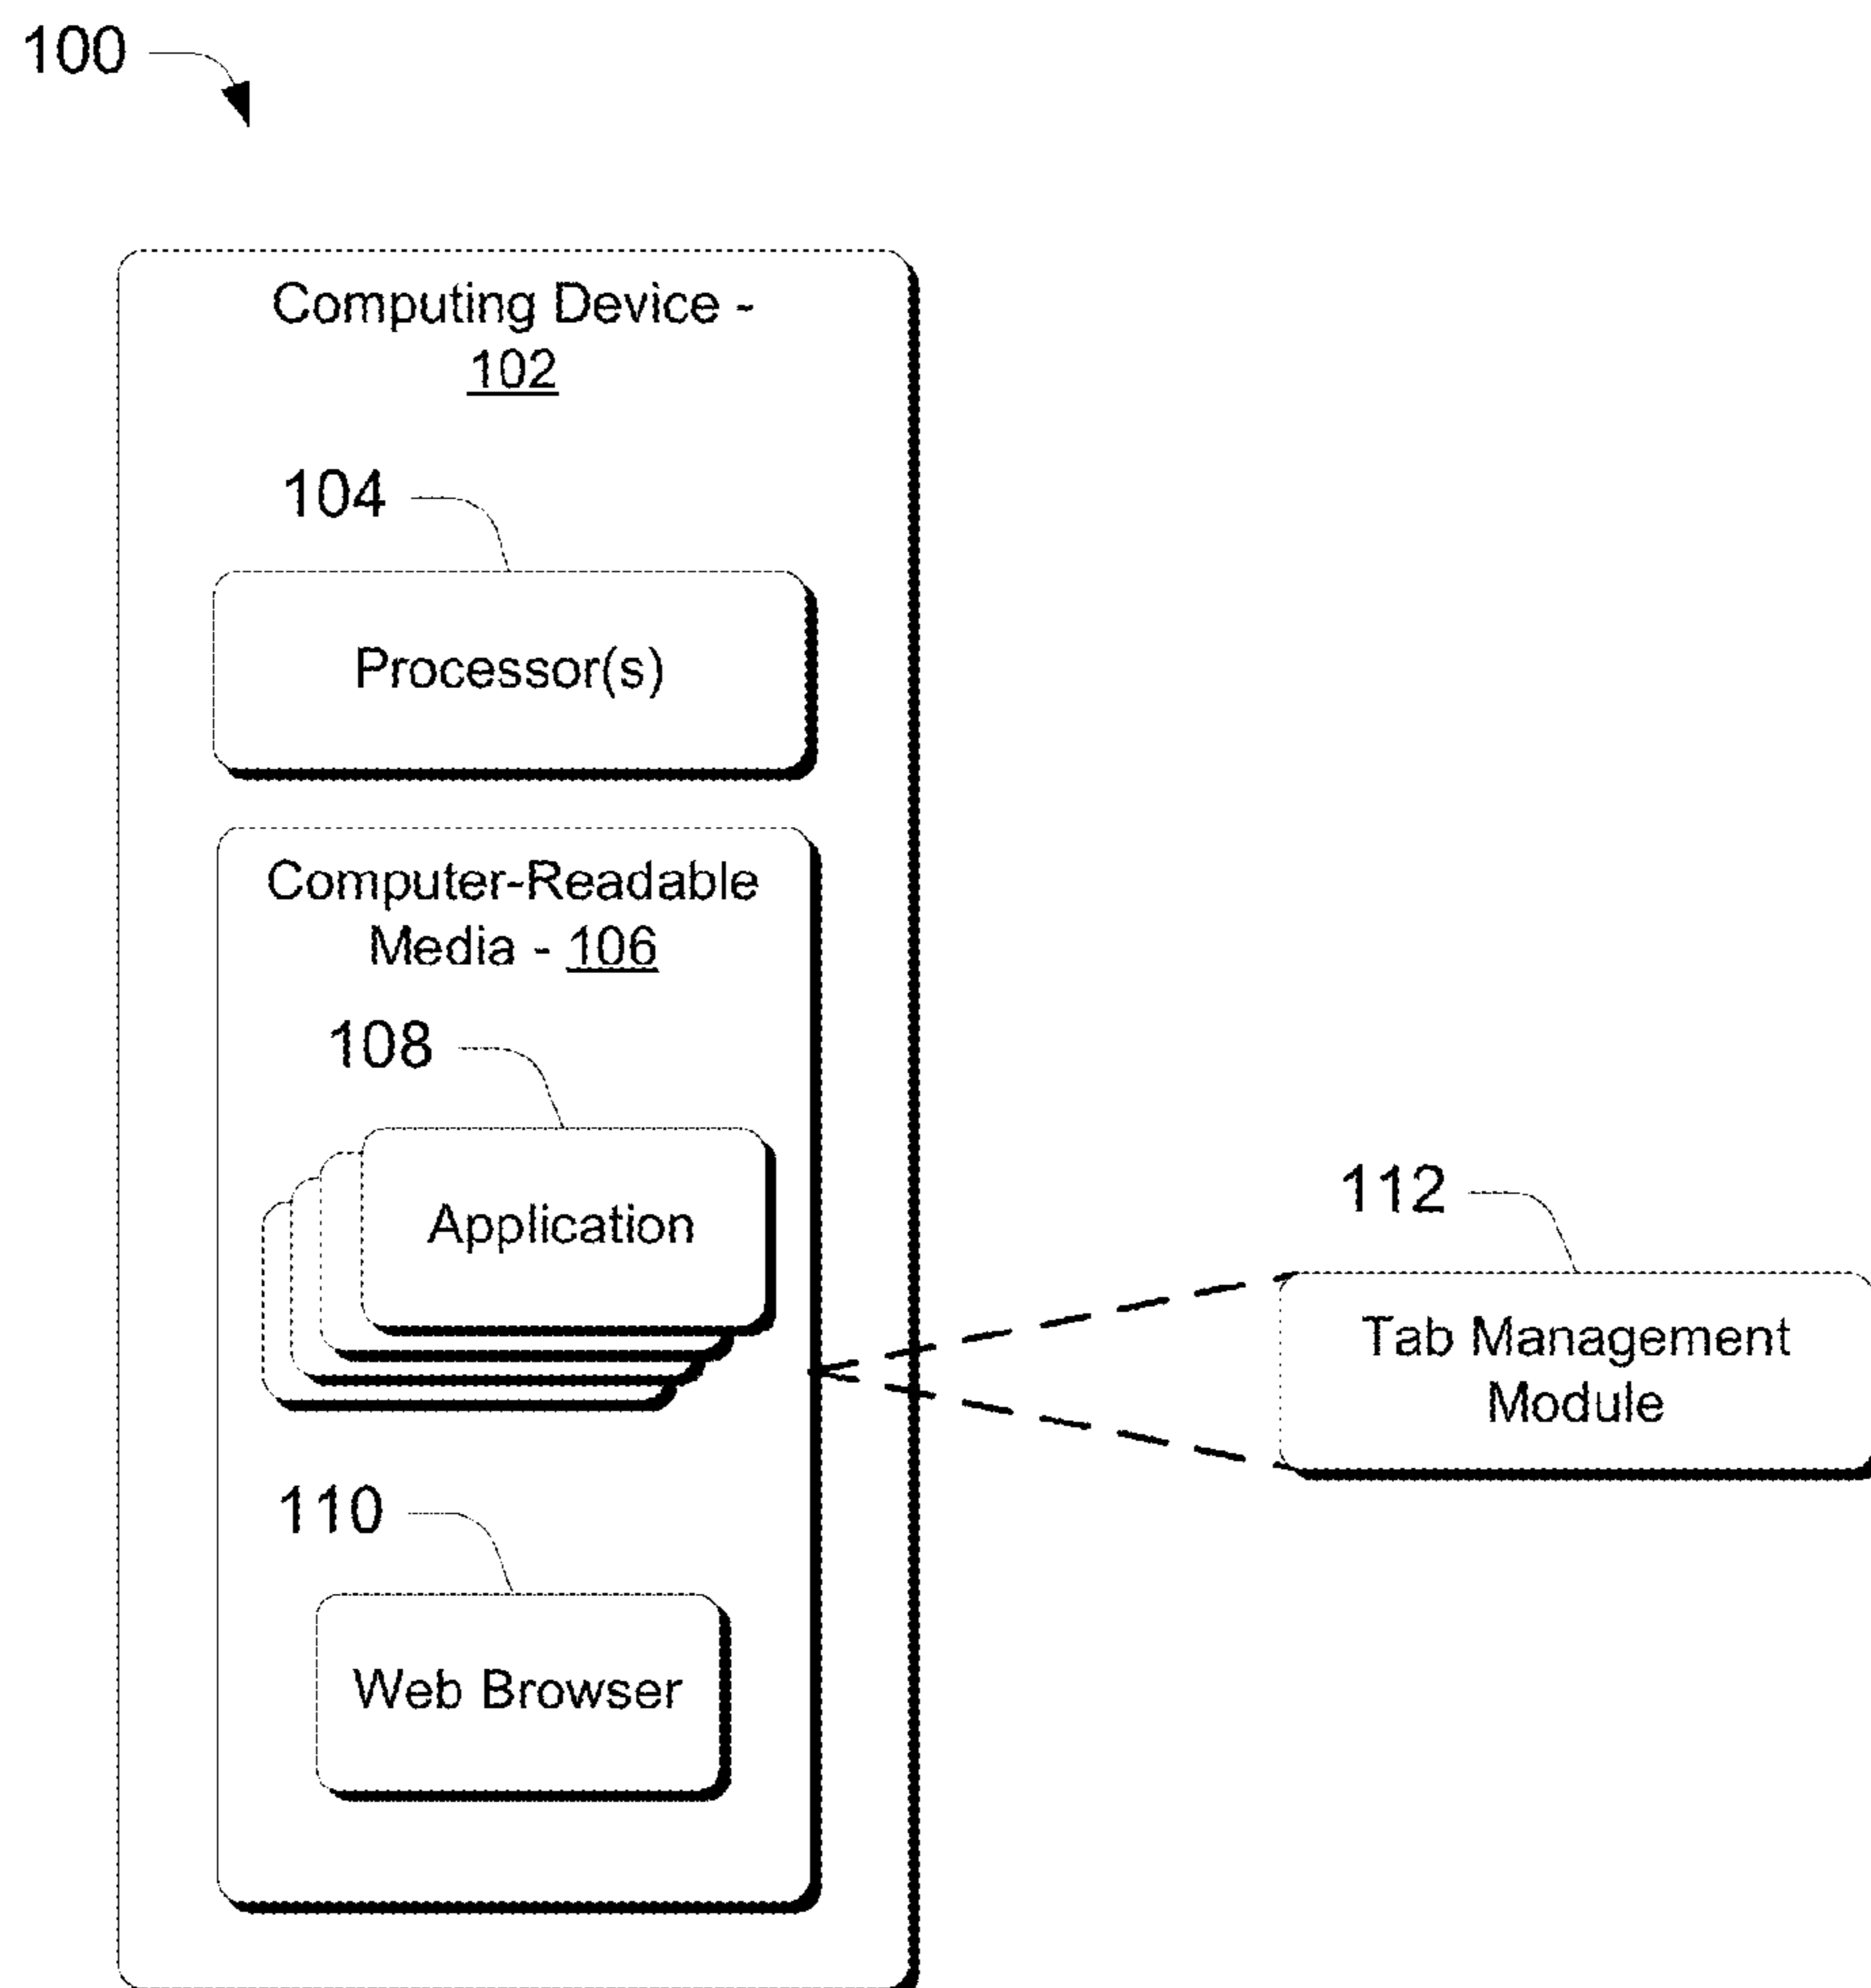 100
Computing Device -
102
104
Processor(s)
Computer-Readable
Media - 106
108
Application
112
Tab Management
Module
110
Web Browser